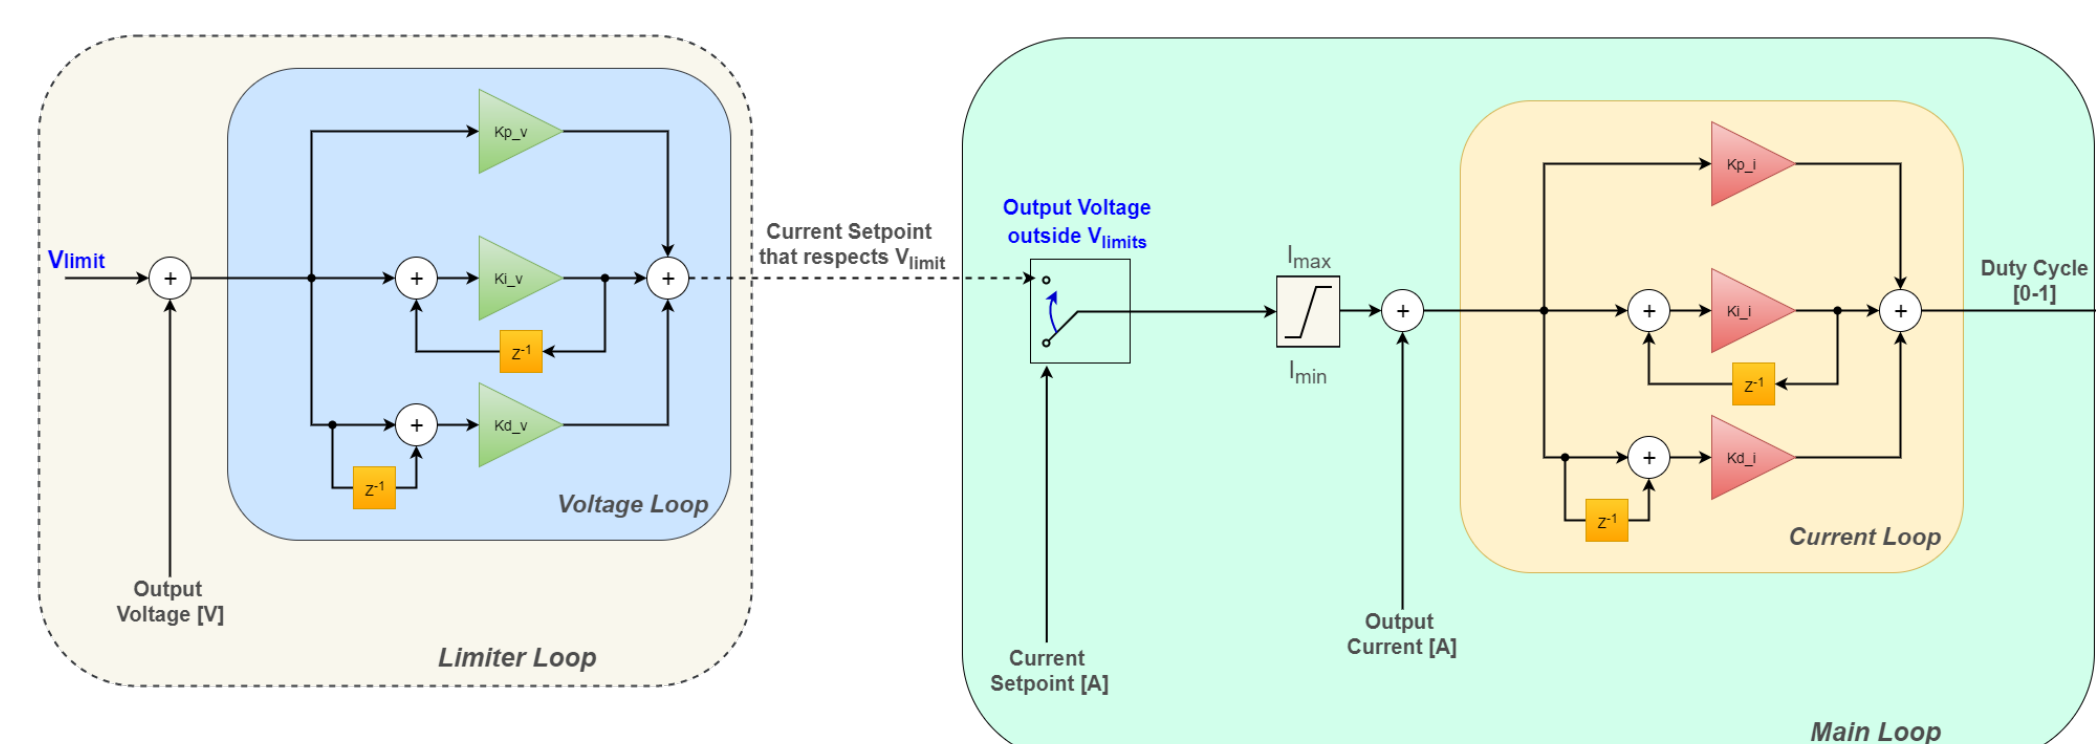 Vlimit
+
Output
Voltage [V]
Kp_v
+
Ki_v
+
z-1
+
Kd_v
z-1
Voltage Loop
Limiter Loop
Current Setpoint
that respects Vlimit
Output Voltage
outside Vlimits
Current
Setpoint [A]
Imax
Imin
+
Output
Current [A]
Kp_i
+
Ki_i
+
z-1
+
Kd_i
z-1
Current Loop
Duty Cycle
[0-1]
Main Loop